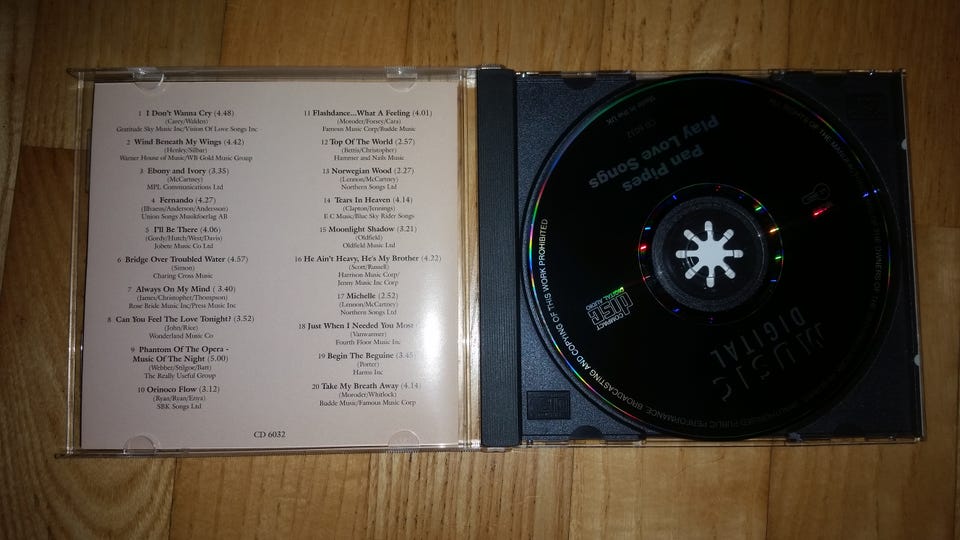 1 I Don't Wanna Cry (4.48)
(Carey/Walden)
Gratitude Sky Music Inc/Vision Of Love Songs Inc
2 Wind Beneath My Wings (4.42)
(Henley/Silbar)
Warner House of Music/WB Gold Music Group
3 Ebony and Ivory (3.35)
(McCartney)
MPL Communications Ltd
4 Fernando (4.27)
(Ulvaeus/Anderson/Andersson)
Union Songs Musikfoerlag AB
5 I'll Be There (4.06)
(Gordy/Hutch/West/Davis)
Jobete Music Co Ltd
6 Bridge Over Troubled Water (4.57)
(Simon)
Charing Cross Music
7 Always On My Mind ( 3.40)
(James/Christopher/Thompson)
Rose Bride Music Inc/Press Music Inc
8 Can You Feel The Love Tonight? (3.52)
(John/Rice)
Wonderland Music Co
9 Phantom Of The Opera -
Music Of The Night (5.00)
(Webber/Stilgoe/Batt)
The Really Useful Group
10 Orinoco Flow (3.12)
(Ryan/Ryan/Enya)
SBK Songs Ltd
11 Flashdance...What A Feeling (4.01)
(Moroder/Forsey/Cara)
Famous Music Corp/Budde Music
12 Top Of The World (2.57)
(Bettis/Christopher)
Hammer and Nails Music
13 Norwegian Wood (2.27)
(Lennon/McCartney)
Northern Songs Ltd
14 Tears In Heaven (4.14)
(Clapton/Jennings)
E C Music/Blue Sky Rider Songs
15 Moonlight Shadow (3.21)
(Oldfield)
Oldfield Music Ltd
16 He Ain't Heavy, He's My Brother (4.22)
(Scott/Russell)
Harrison Music Corp/
Jenny Music Inc Corp
17 Michelle (2.52)
(Lennon/McCartney)
Northern Songs Ltd
18 Just When I Needed You Most
(Vanwarmer)
Fourth Floor Music Inc
19 Begin The Beguine (3.45)
(Porter)
Harms Inc
20 Take My Breath Away (4.14)
(Moroder/Whitlock)
Budde Music/Famous Music Corp
CD 6032
Pan Pipes
Play Love Songs
CD 6032
Made in the UK
MUSIC
DIGITAL
COMPACT
DISC
DIGITAL AUDIO
PUBLIC PERFORMANCE, BROADCASTING AND COPYING OF THIS WORK PROHIBITED